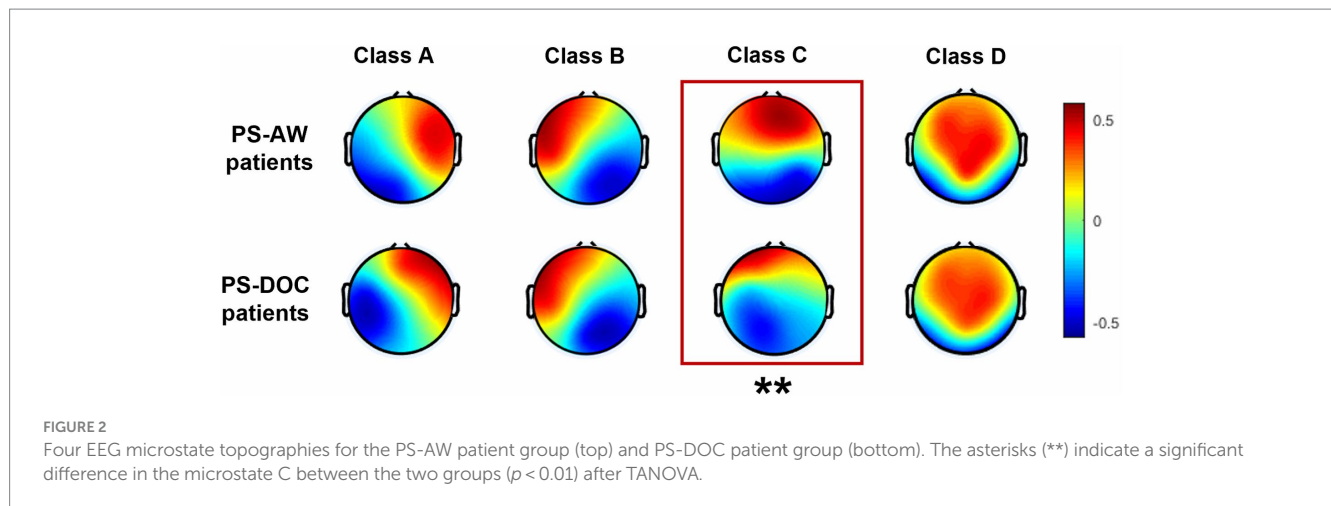 Class A Class B Class C Class D
PS-AW
patients
PS-DOC
patients
0.5
0
-0.5
**
FIGURE 2
Four EEG microstate topographies for the PS-AW patient group (top) and PS-DOC patient group (bottom). The asterisks (**) indicate a significant
difference in the microstate C between the two groups (p < 0.01) after TANOVA.